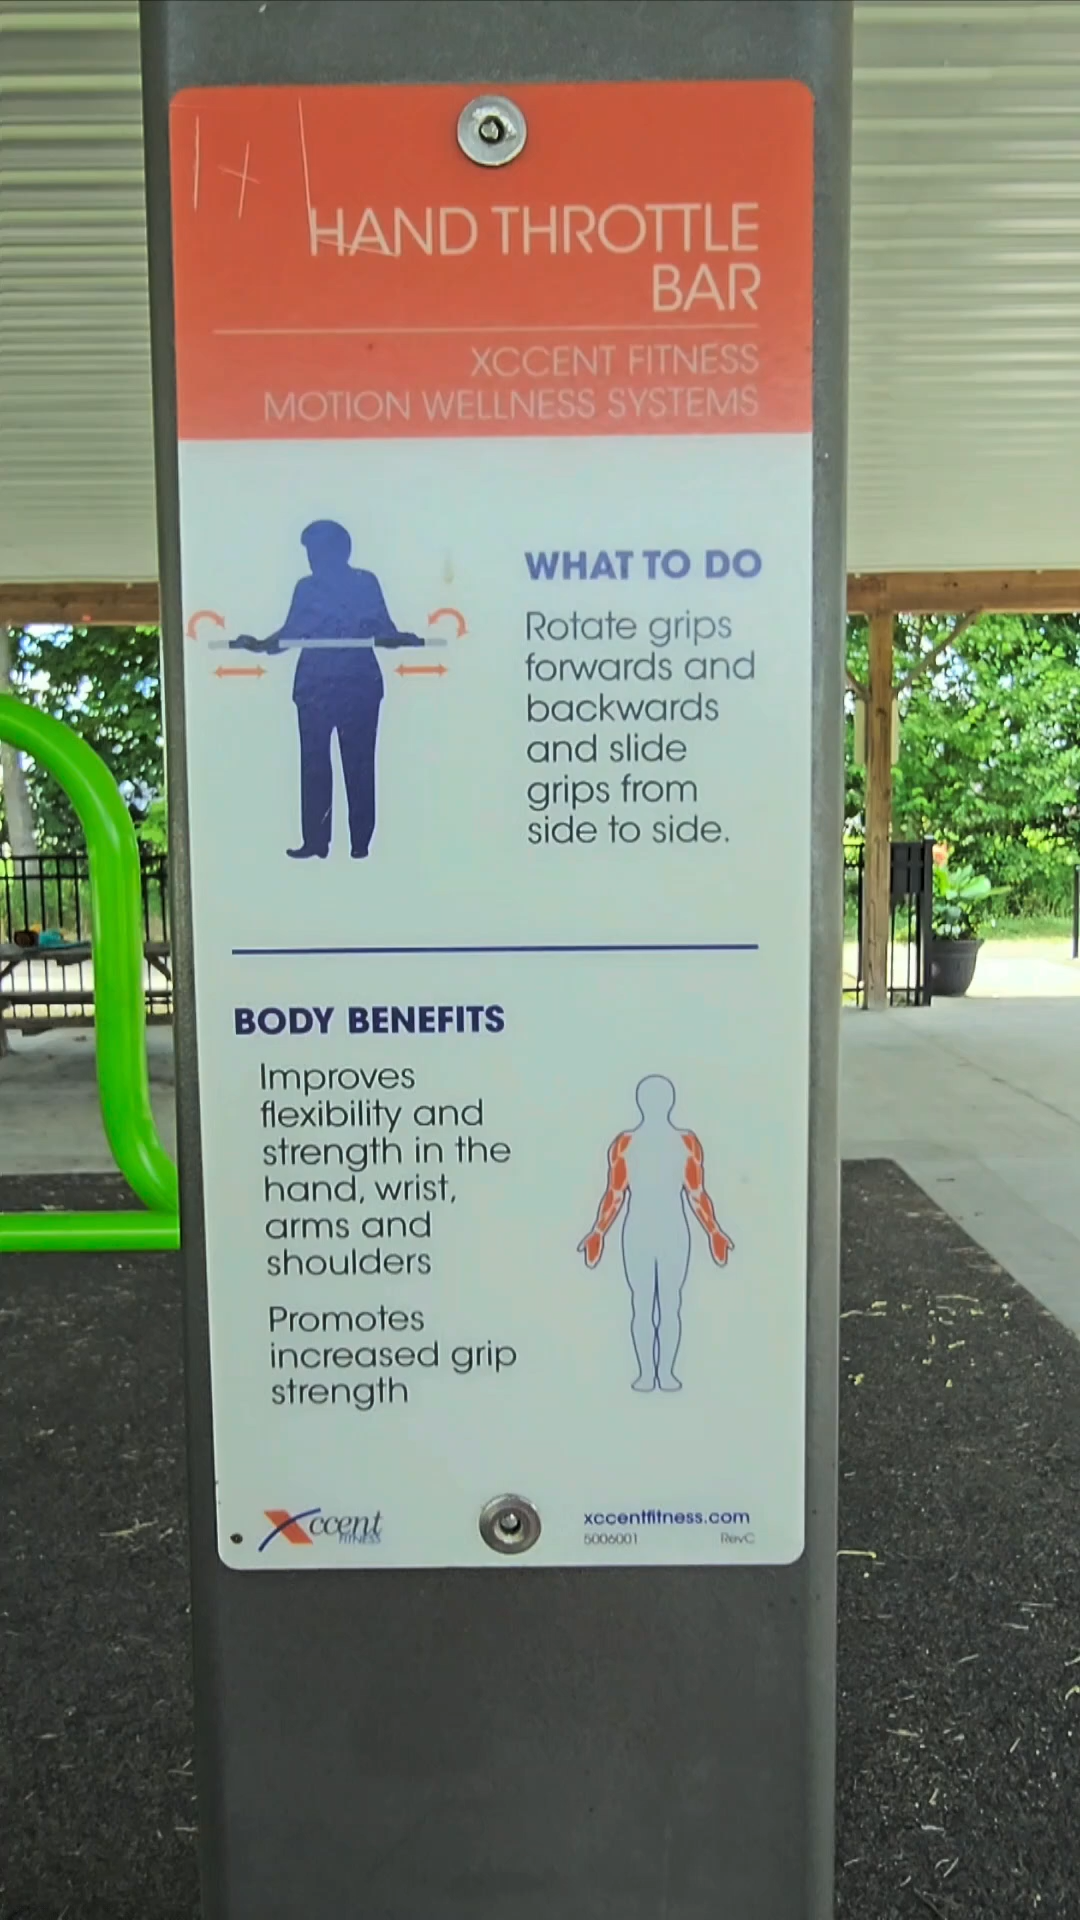 HAND THROTTLE
BAR
XCCENT FITNESS
MOTION WELLNESS SYSTEMS
WHAT TO DO
Rotate grips
forwards and
backwards
and slide
grips from
side to side.
BODY BENEFITS
Improves
flexibility and
strength in the
hand, wrist,
arms and
shoulders
Promotes
increased grip
strength
Xccent
FITNESS
xccentfitness.com
5006001 RevC